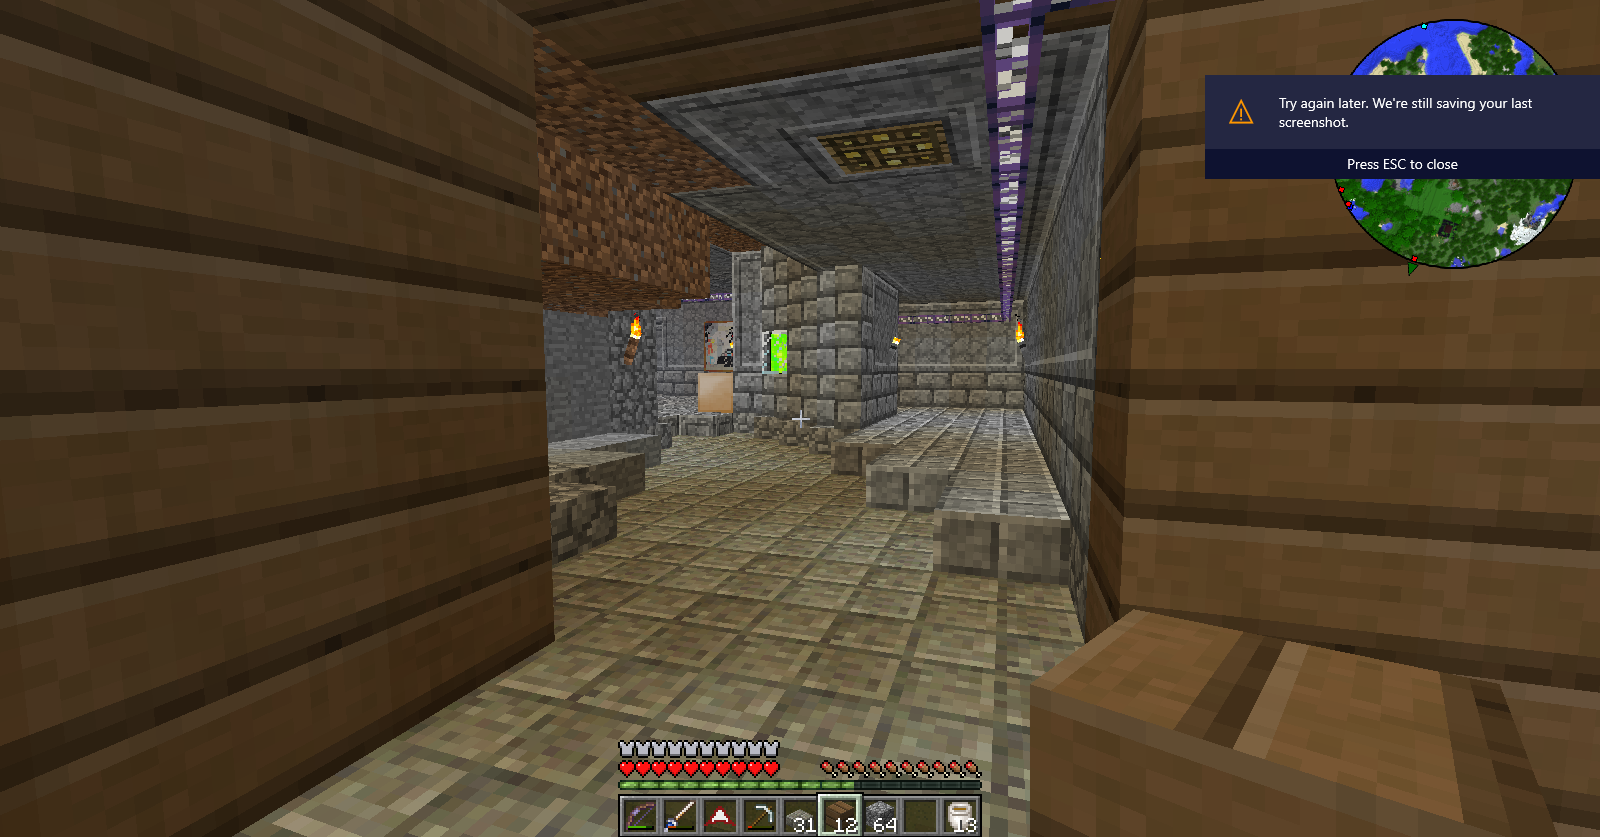 Try again later. We're still saving your last
screenshot.
Press ESC to close
31 12 64 13